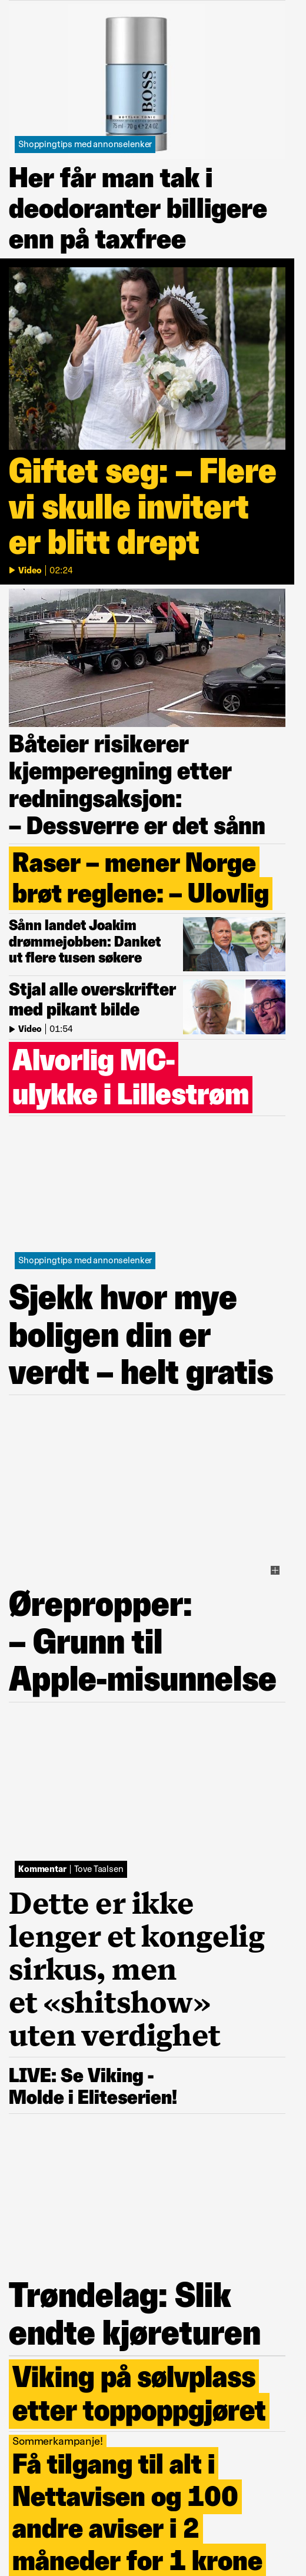 BOSS
BOTTLED TONIC
75ml 70g ℮ 2.4 OZ.
Shoppingtips med annonselenker
Her får man tak i
deodoranter billigere
enn på taxfree
Giftet seg: – Flere
vi skulle invitert
er blitt drept
Video | 02:24
Båteier risikerer
kjemperegning etter
redningsaksjon:
– Dessverre er det sånn
Raser – mener Norge
brøt reglene: – Ulovlig
Sånn landet Joakim
drømmejobben: Danket
ut flere tusen søkere
Stjal alle overskrifter
med pikant bilde
Video | 01:54
Alvorlig MC-
ulykke i Lillestrøm
Shoppingtips med annonselenker
Sjekk hvor mye
boligen din er
verdt – helt gratis
Ørepropper:
– Grunn til
Apple-misunnelse
Kommentar | Tove Taalsen
Dette er ikke
lenger et kongelig
sirkus, men
et «shitshow»
uten verdighet
LIVE: Se Viking -
Molde i Eliteserien!
Trøndelag: Slik
endte kjøreturen
Viking på sølvplass
etter toppoppgjøret
Sommerkampanje!
Få tilgang til alt i
Nettavisen og 100
andre aviser i 2
måneder for 1 krone